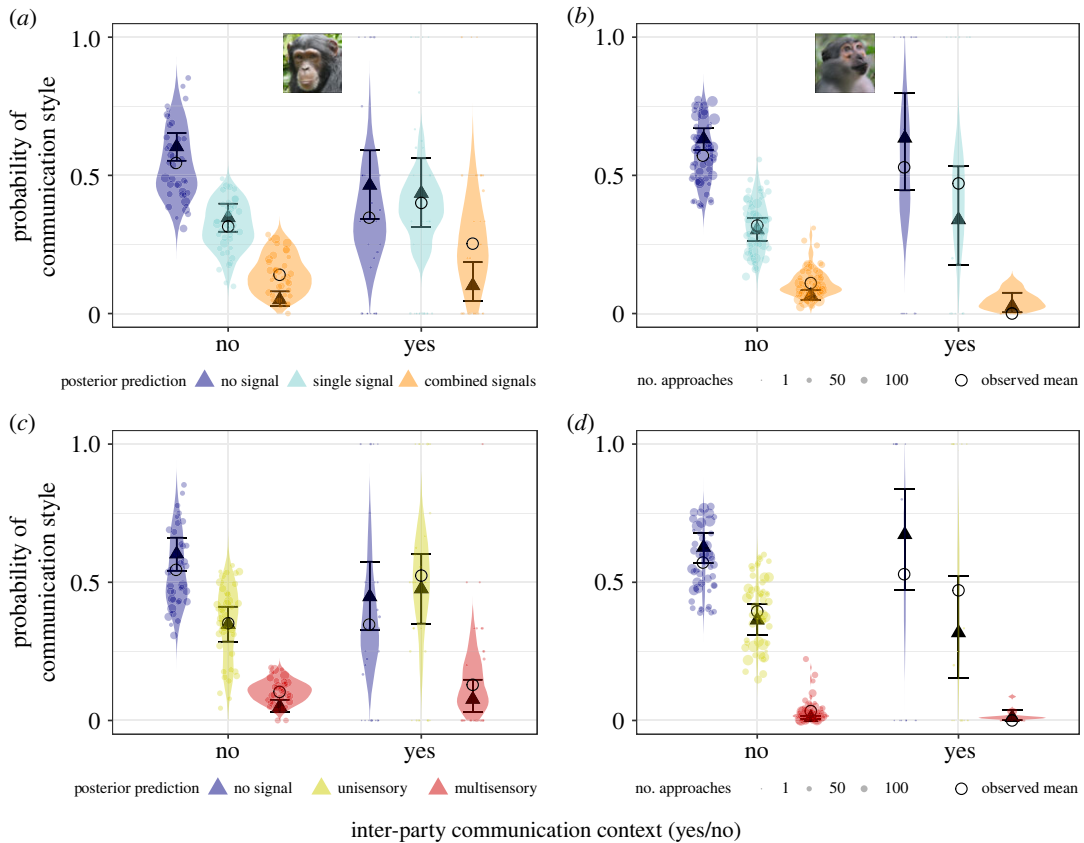 (a)
(b)
probability of
communication style
1.0
0.5
0
no
yes
1.0
0.5
0
no
yes
posterior prediction no signal single signal combined signals
no. approaches 1 50 100 observed mean
(c)
(d)
probability of
communication style
1.0
0.5
0
no
yes
1.0
0.5
0
no
yes
posterior prediction no signal unisensory multisensory
no. approaches 1 50 100 observed mean
inter-party communication context (yes/no)